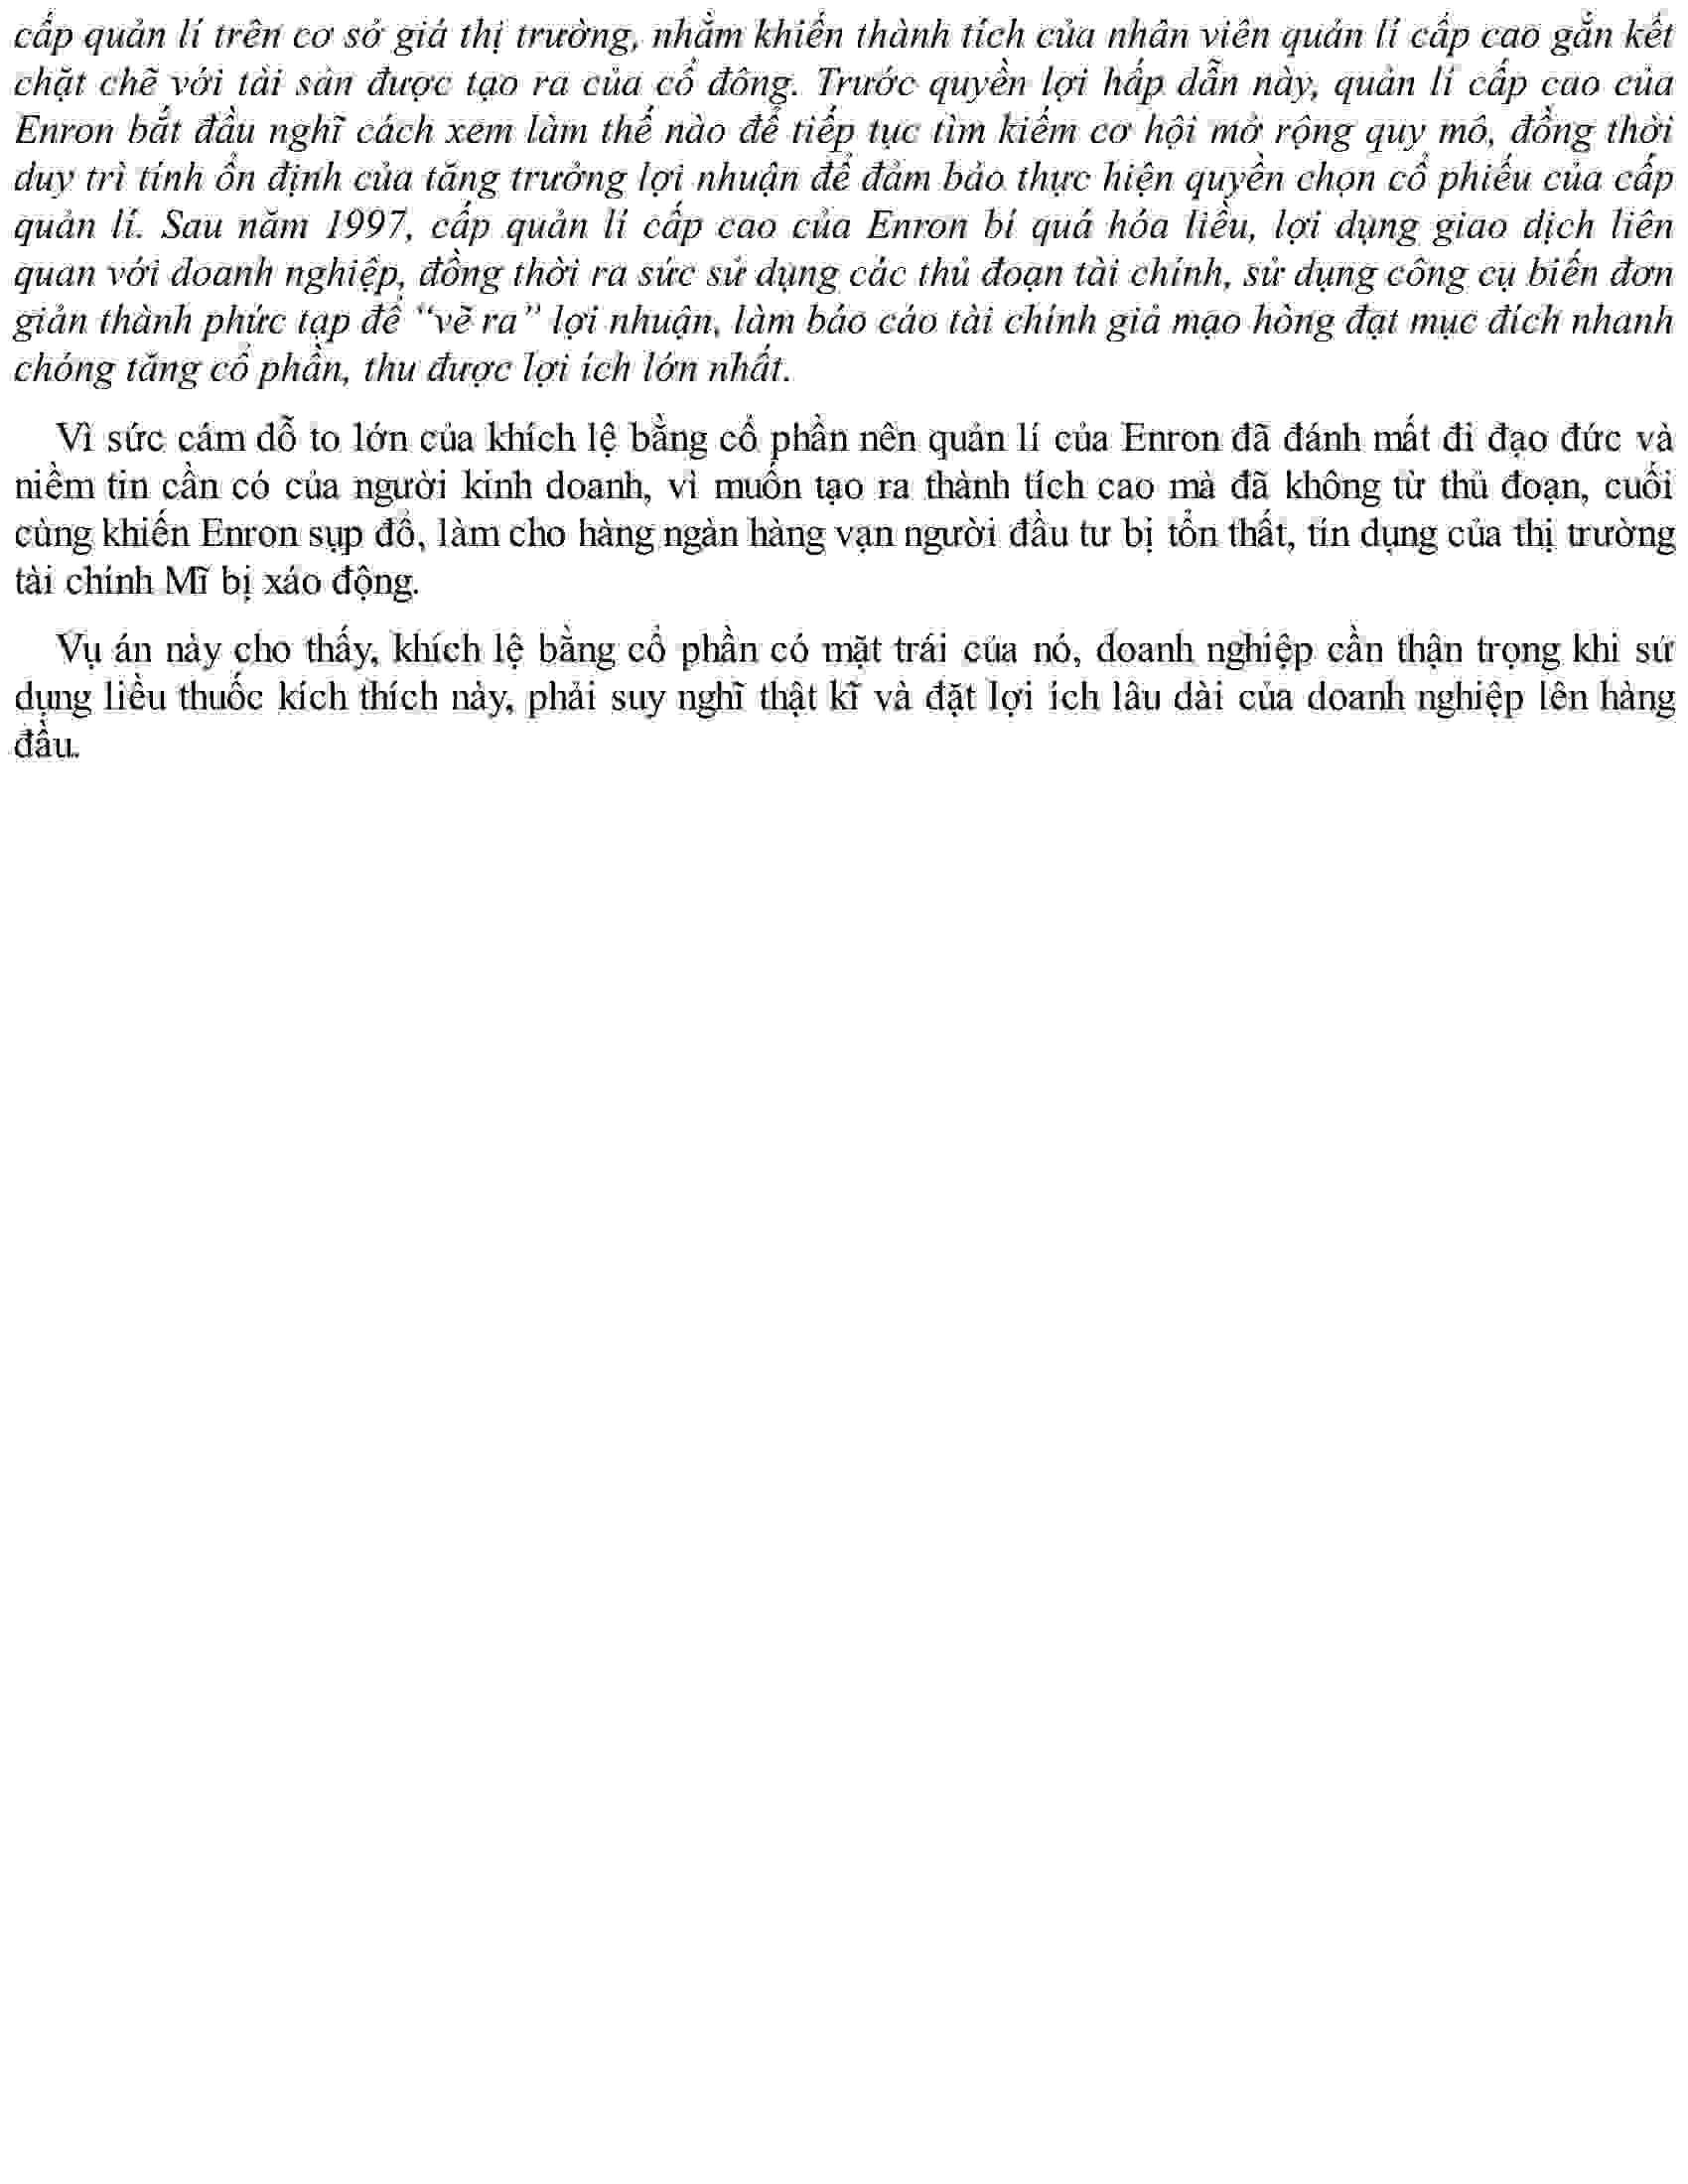 cấp quản lí trên cơ sở giá thị trường, nhằm khiến thành tích của nhân viên quản lí cấp cao gắn kết
chặt chẽ với tài sản được tạo ra của cổ đông. Trước quyền lợi hấp dẫn này, quản lí cấp cao của
Enron bắt đầu nghĩ cách xem làm thế nào để tiếp tục tìm kiếm cơ hội mở rộng quy mô, đồng thời
duy trì tính ổn định của tăng trưởng lợi nhuận để đảm bảo thực hiện quyền chọn cổ phiếu của cấp
quản lí. Sau năm 1997, cấp quản lí cấp cao của Enron bí quá hóa liều, lợi dụng giao dịch liên
quan với doanh nghiệp, đồng thời ra sức sử dụng các thủ đoạn tài chính, sử dụng công cụ biến đơn
giản thành phức tạp để “vẽ ra” lợi nhuận, làm báo cáo tài chính giả mạo hòng đạt mục đích nhanh
chóng tăng cổ phần, thu được lợi ích lớn nhất.
Vì sức cám dỗ to lớn của khích lệ bằng cổ phần nên quản lí của Enron đã đánh mất đi đạo đức và
niềm tin cần có của người kinh doanh, vì muốn tạo ra thành tích cao mà đã không từ thủ đoạn, cuối
cùng khiến Enron sụp đổ, làm cho hàng ngàn hàng vạn người đầu tư bị tổn thất, tín dụng của thị trường
tài chính Mĩ bị xáo động.
Vụ án này cho thấy, khích lệ bằng cổ phần có mặt trái của nó, doanh nghiệp cần thận trọng khi sử
dụng liều thuốc kích thích này, phải suy nghĩ thật kĩ và đặt lợi ích lâu dài của doanh nghiệp lên hàng
đầu.